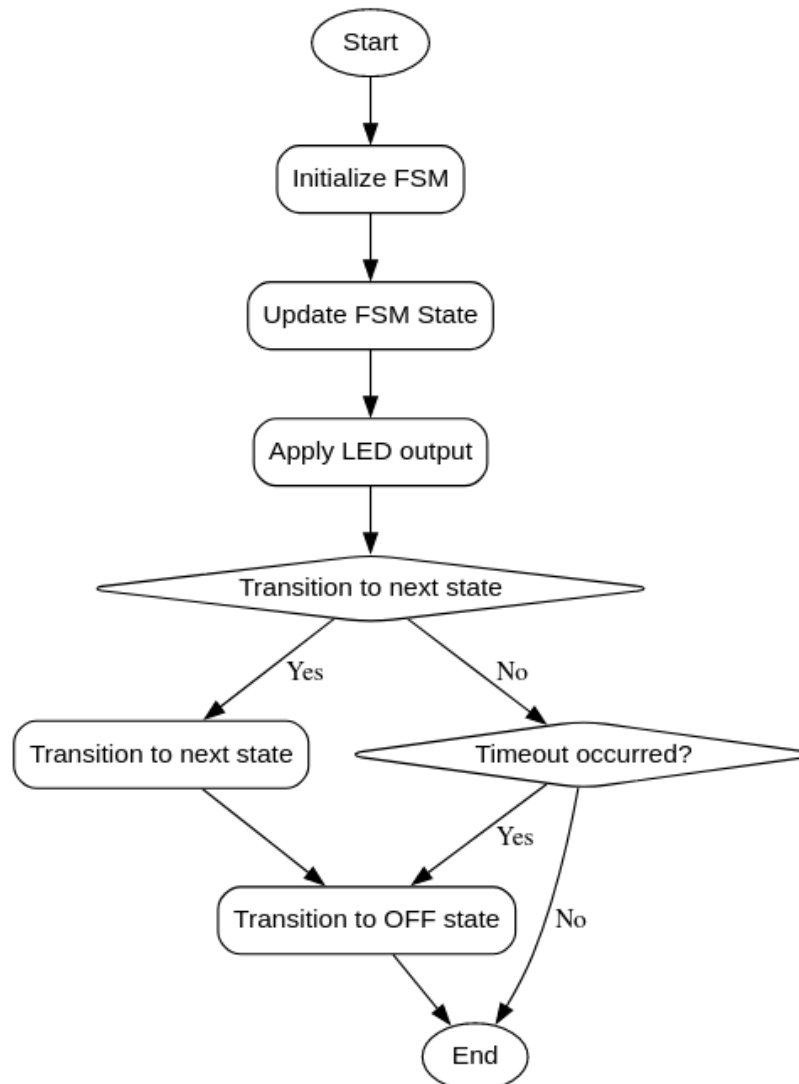 Start
Initialize FSM
Update FSM State
Apply LED output
Transition to next state
Yes
No
Transition to next state
Timeout occurred?
Yes
Transition to OFF state
No
End